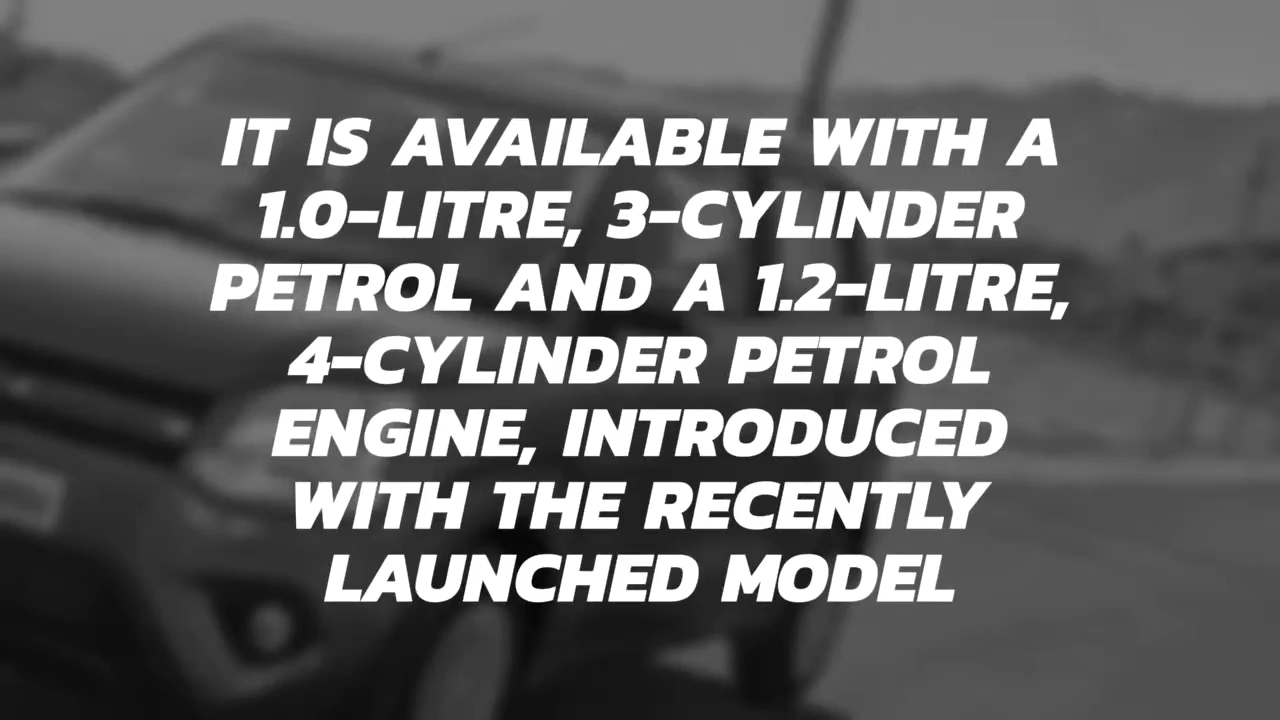 IT IS AVAILABLE WITH A
1.0-LITRE, 3-CYLINDER
PETROL AND A 1.2-LITRE,
4-CYLINDER PETROL
ENGINE, INTRODUCED
WITH THE RECENTLY
LAUNCHED MODEL